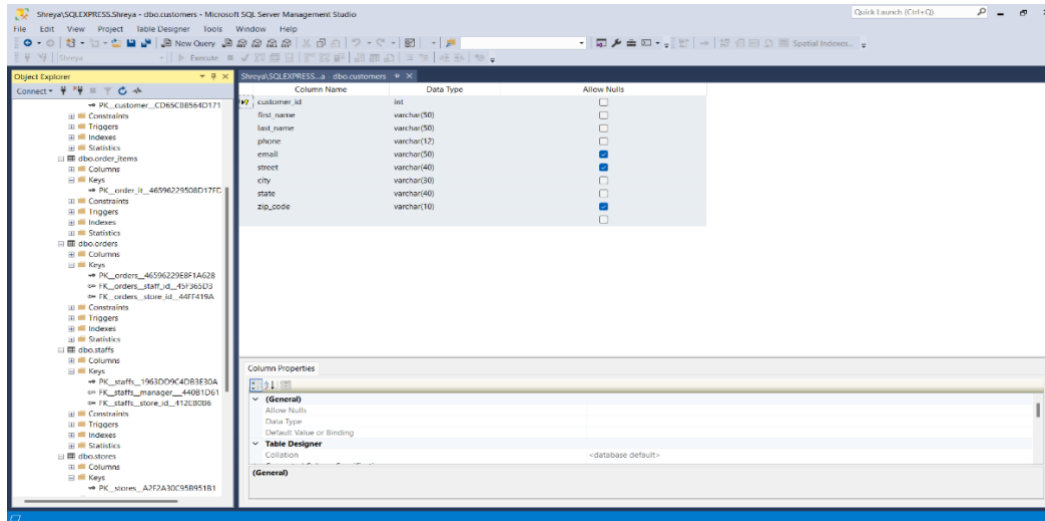 Shreya\SQLEXPRESS.Shreya - dbo.customers - Microsoft SQL Server Management Studio
Quick Launch (Ctrl+Q)
File Edit View Project Table Designer Tools Window Help
New Query
Spatial Indexes...
Shreya
Execute
Object Explorer
Shreya\SQLEXPRESS...a - dbo.customers
Connect
Column Name Data Type Allow Nulls
customer_id int
first_name varchar(50)
last_name varchar(50)
phone varchar(12)
email varchar(50)
street varchar(40)
city varchar(30)
state varchar(40)
zip_code varchar(10)
Constraints
Triggers
Indexes
Statistics
dbo.order_items
Columns
Keys
Constraints
Triggers
Indexes
Statistics
dbo.orders
Columns
Keys
PK__orders__46596229E8F1A628
FK__orders__staff_id__45F365D3
FK__orders__store_id__44FF419A
Constraints
Triggers
Indexes
Statistics
dbo.staffs
Columns
Keys
PK__staffs__1963DD9C4DB3E30A
FK__staffs__manager__440B1D61
Constraints
Triggers
Indexes
Statistics
dbo.stores
Columns
Keys
PK__stores__A2F2A30C95B951B1
Column Properties
(General)
Allow Nulls
Data Type
Default Value or Binding
Table Designer
Collation <database default>
(General)